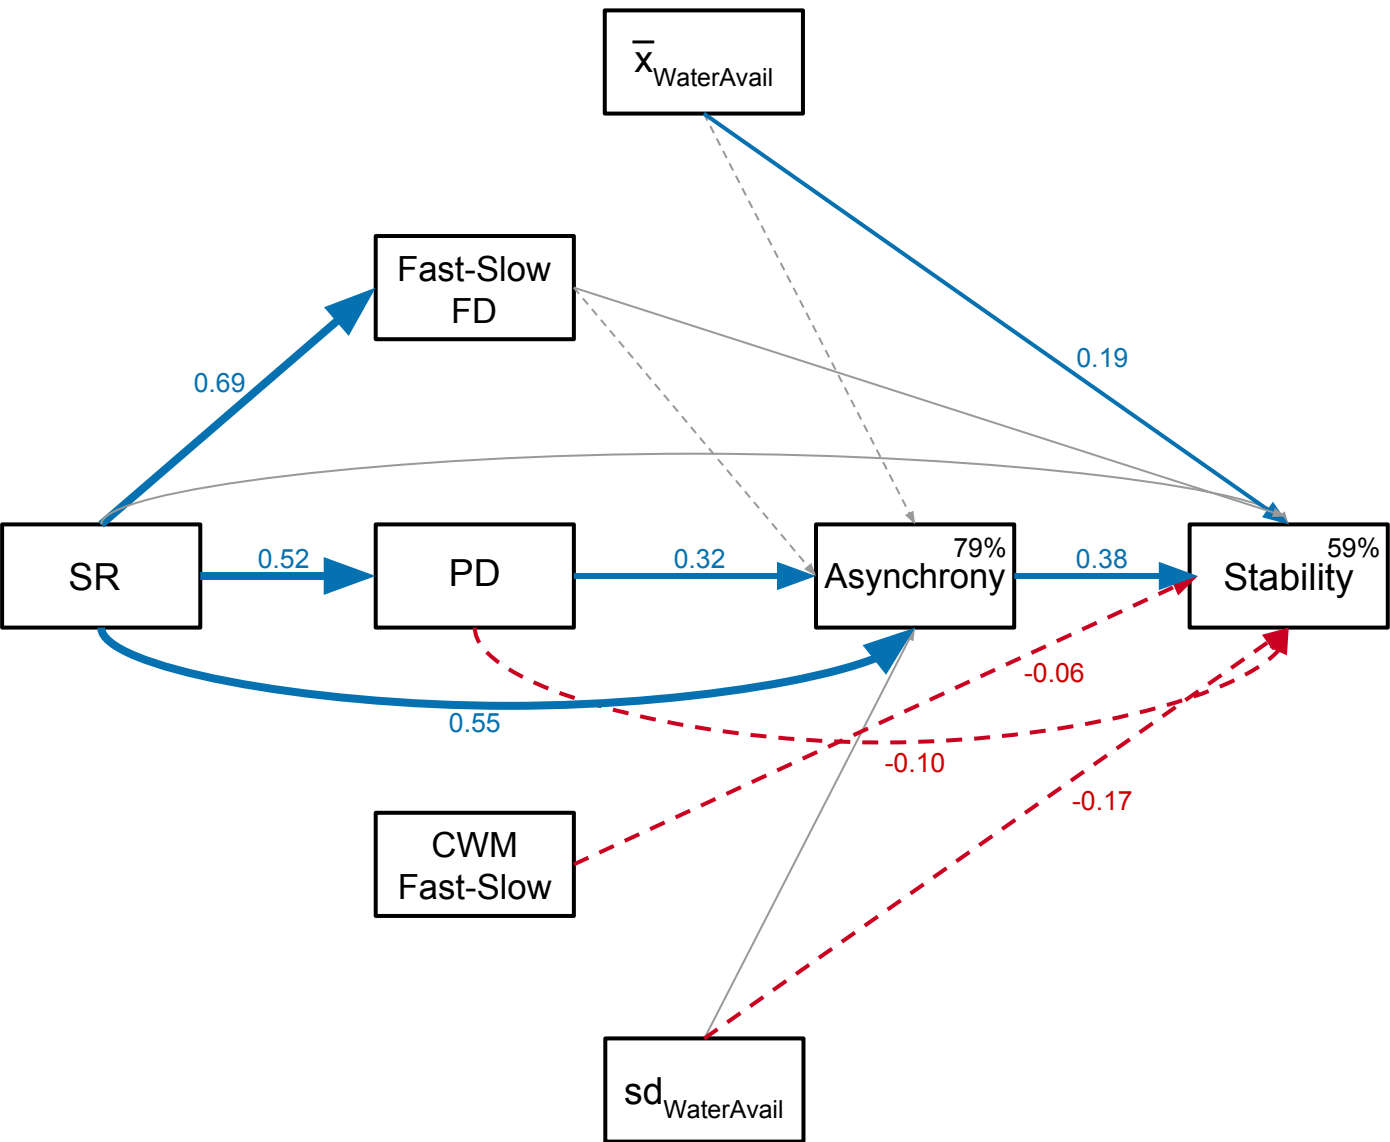 x̅WaterAvail
Fast-Slow
FD
0.19
0.69
SR
0.52
PD
0.32
79%
Asynchrony
0.38
59%
Stability
-0.06
0.55
-0.10
-0.17
CWM
Fast-Slow
sdWaterAvail